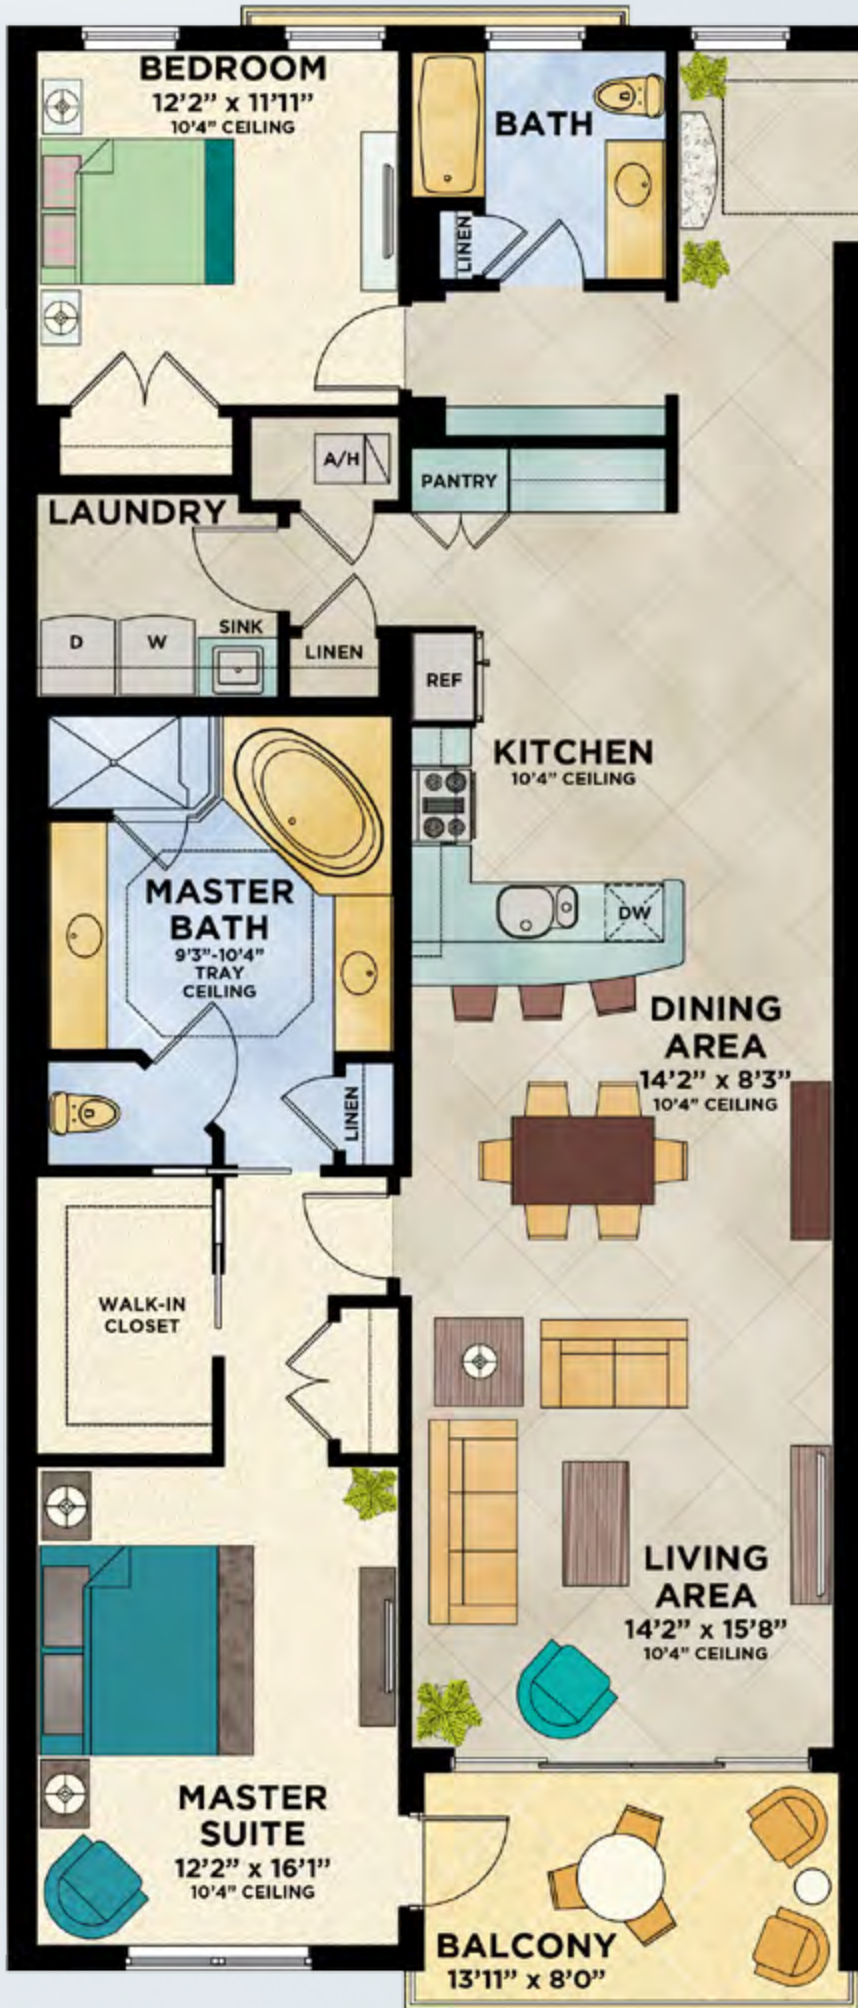 BEDROOM
12'2" x 11'11"
10'4" CEILING
BATH
LINEN
A/H
PANTRY
LAUNDRY
D
W
SINK
LINEN
REF
KITCHEN
10'4" CEILING
DW
MASTER
BATH
9'3"-10'4"
TRAY
CEILING
LINEN
DINING
AREA
14'2" x 8'3"
10'4" CEILING
WALK-IN
CLOSET
LIVING
AREA
14'2" x 15'8"
10'4" CEILING
MASTER
SUITE
12'2" x 16'1"
10'4" CEILING
BALCONY
13'11" x 8'0"